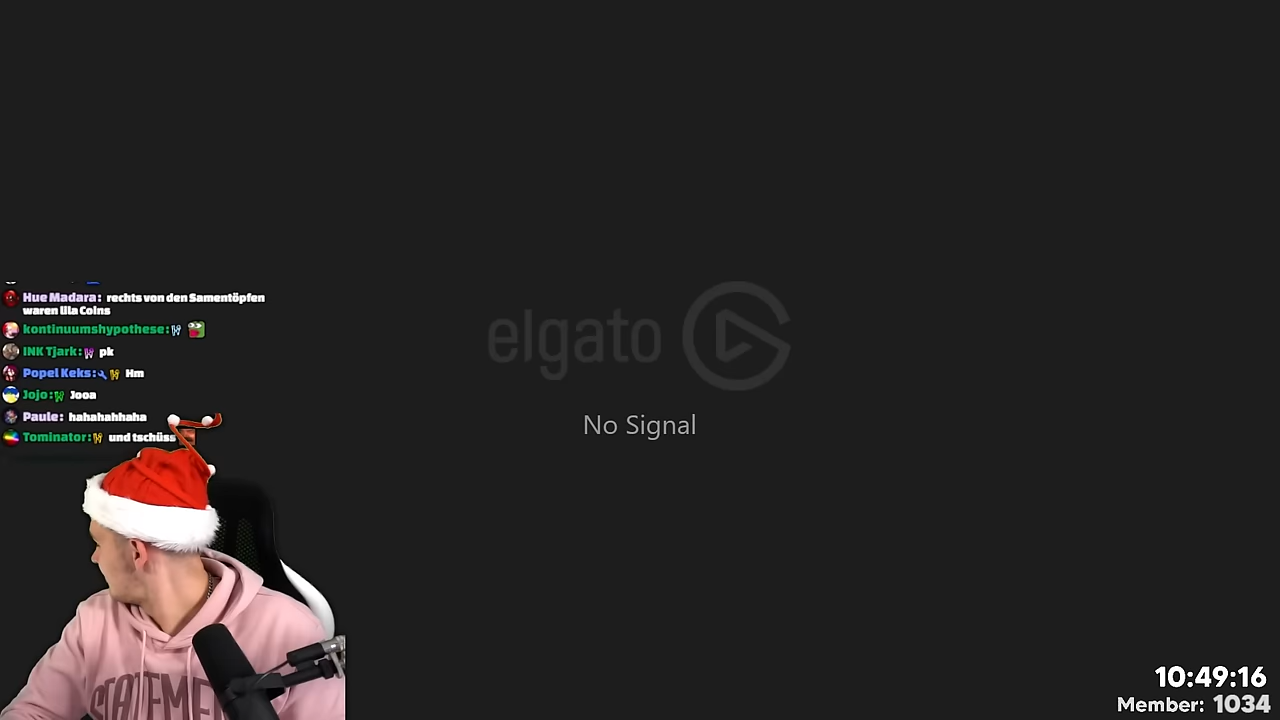 Hue Madara: rechts von den Samentöpfen
waren lila Coins
kontinuumshypothese:
INK Tjark: pk
Popel Keks: Hm
Jojo: Jooa
Paule: hahahahhaha
Tominator: und tschüss
elgato
No Signal
10:49:16
Member: 1034